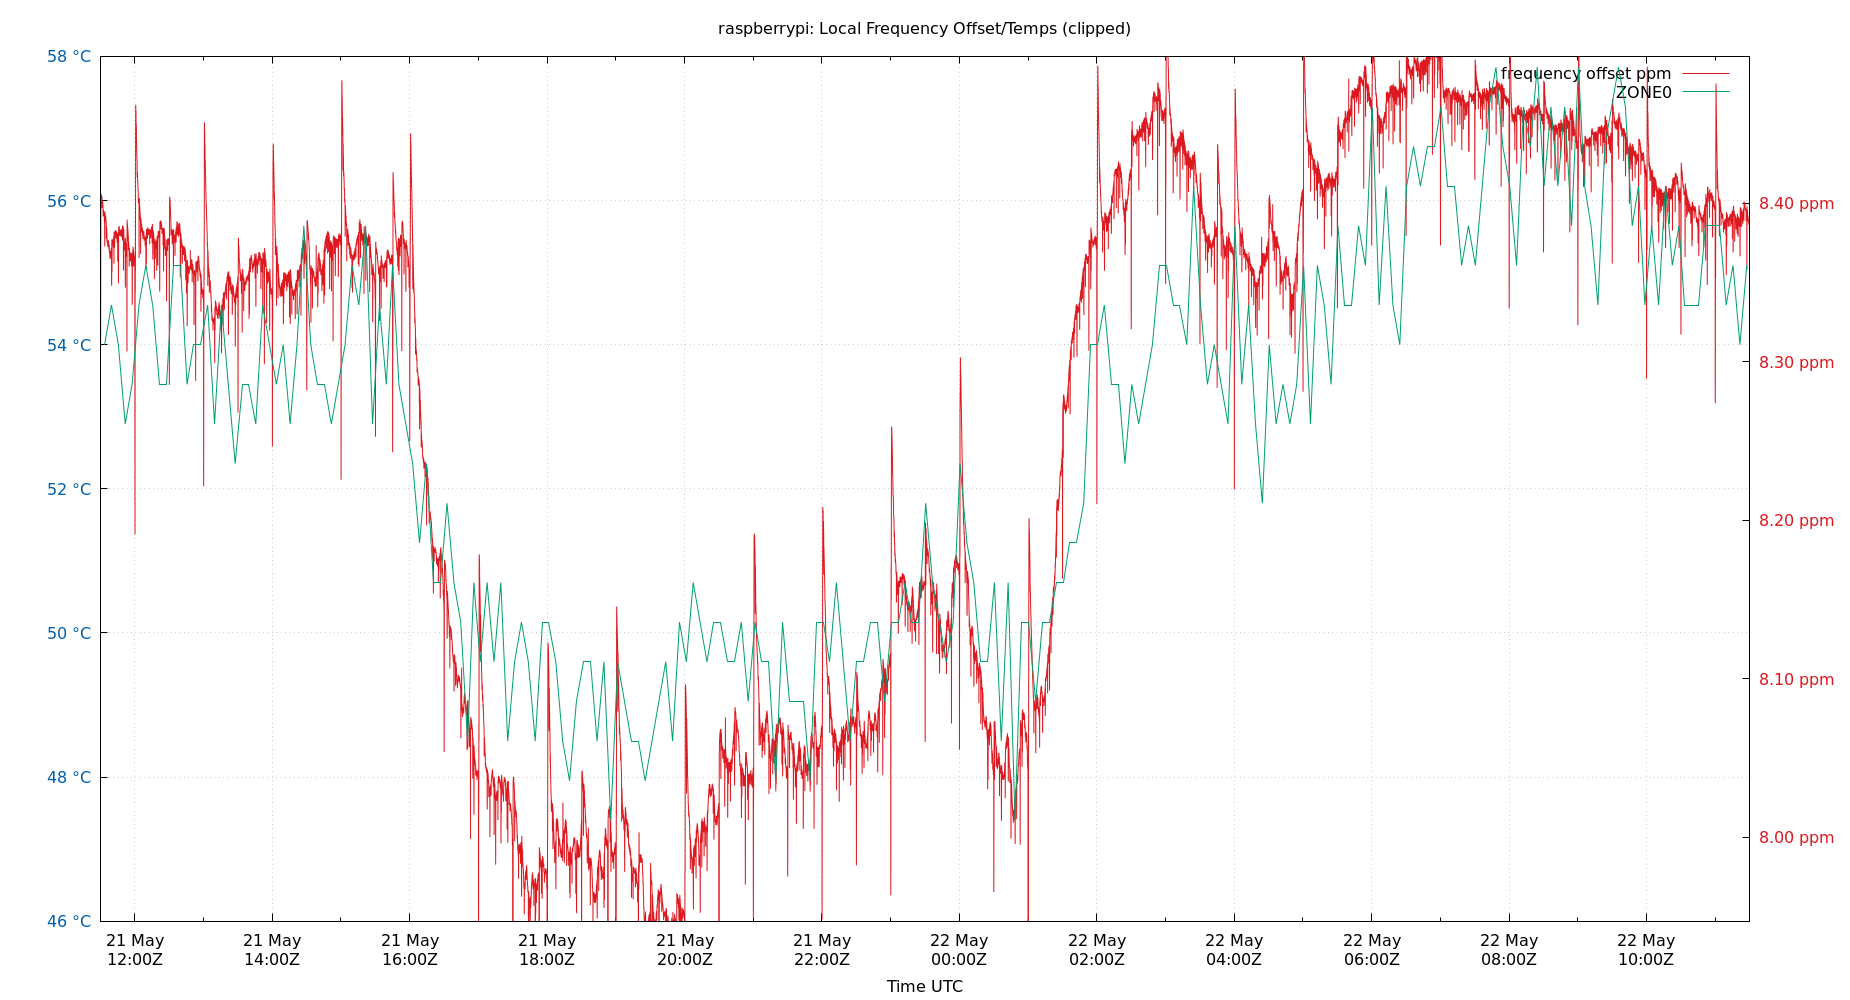 raspberrypi: Local Frequency Offset/Temps (clipped)
58 °C
56 °C
54 °C
52 °C
50 °C
48 °C
46 °C
frequency offset ppm
ZONE0
8.40 ppm
8.30 ppm
8.20 ppm
8.10 ppm
8.00 ppm
21 May 21 May 21 May 21 May 21 May 21 May 22 May 22 May 22 May 22 May 22 May 22 May
12:00Z 14:00Z 16:00Z 18:00Z 20:00Z 22:00Z 00:00Z 02:00Z 04:00Z 06:00Z 08:00Z 10:00Z
Time UTC